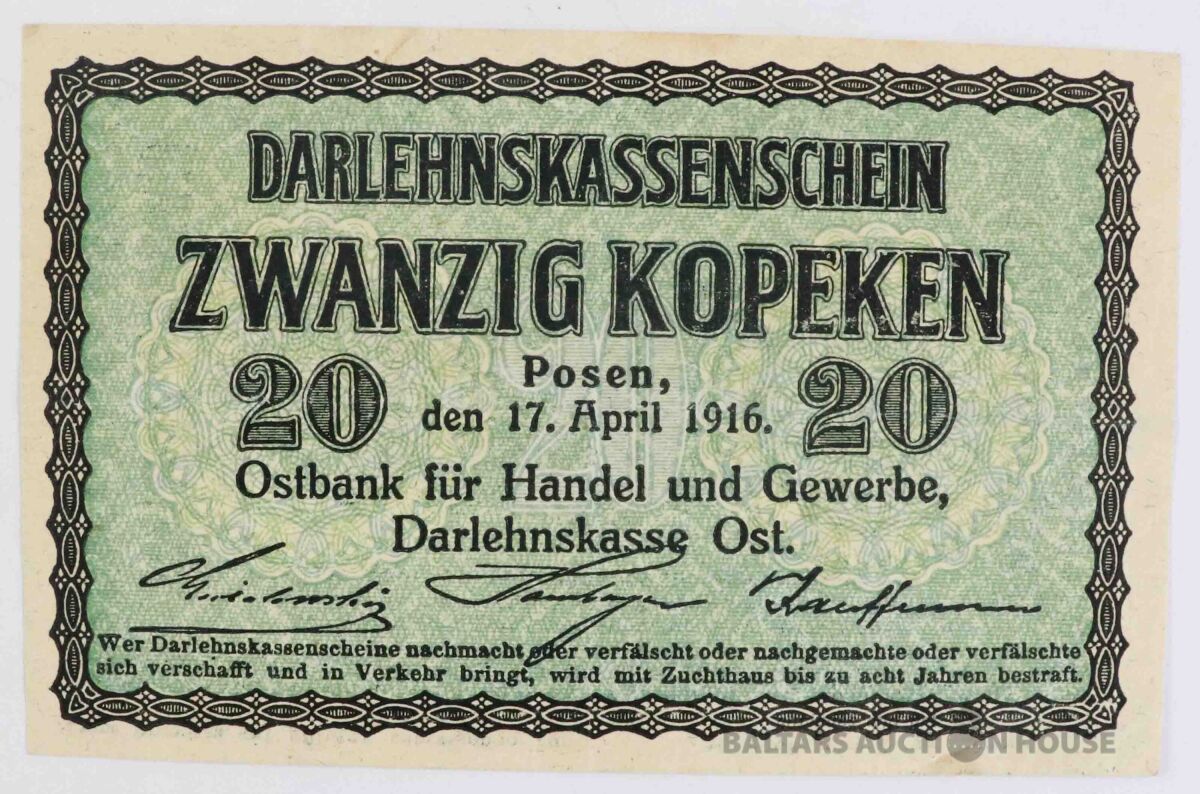 DARLEHNSKASSENSCHEIN
ZWANZIG KOPEKEN
20 Posen, 20
den 17. April 1916.
Ostbank für Handel und Gewerbe,
Darlehnskasse Ost.
Kauffmann
Wer Darlehnskassenscheine nachmacht oder verfälscht oder nachgemachte oder verfälschte
sich verschafft und in Verkehr bringt, wird mit Zuchthaus bis zu acht Jahren bestraft.
BALTARS AUCTION HOUSE